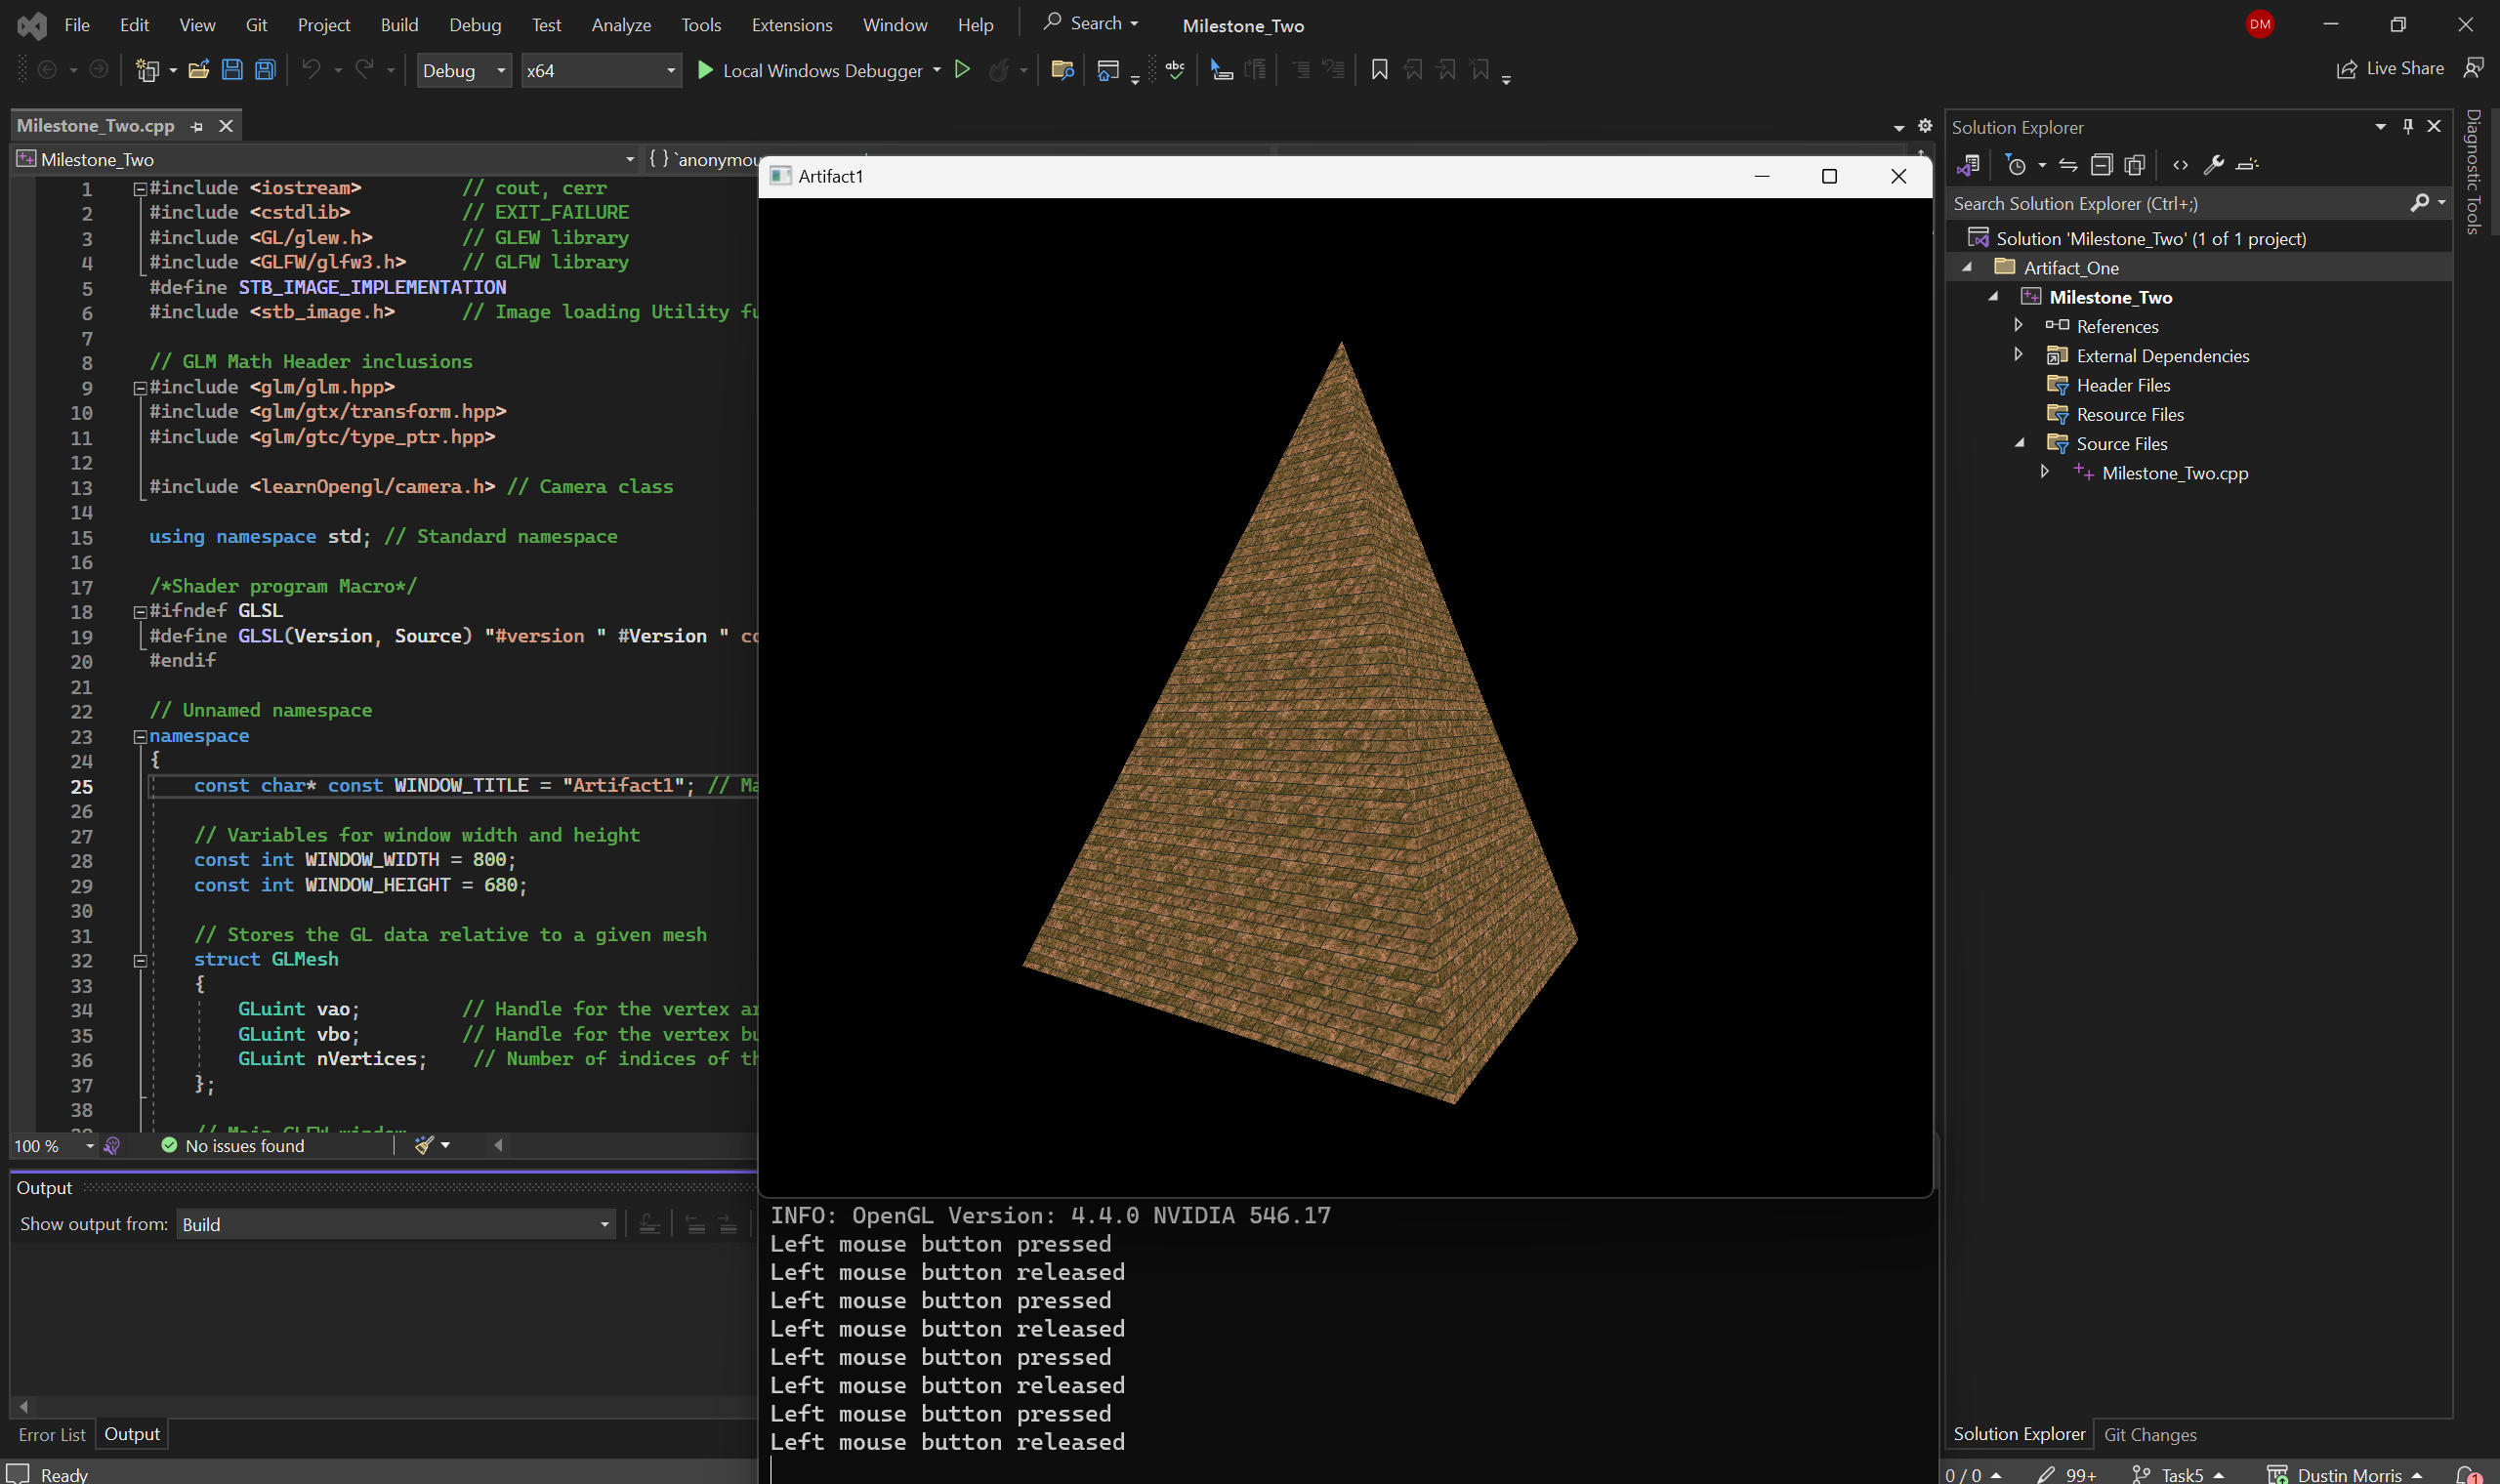 File Edit View Git Project Build Debug Test Analyze Tools Extensions Window Help Search Milestone_Two DM
Debug x64 Local Windows Debugger abc Live Share
Milestone_Two.cpp
Milestone_Two { } `anonymou
1 #include <iostream> // cout, cerr
2 #include <cstdlib> // EXIT_FAILURE
3 #include <GL/glew.h> // GLEW library
4 #include <GLFW/glfw3.h> // GLFW library
5 #define STB_IMAGE_IMPLEMENTATION
6 #include <stb_image.h> // Image loading Utility fu
7
8 // GLM Math Header inclusions
9 #include <glm/glm.hpp>
10 #include <glm/gtx/transform.hpp>
11 #include <glm/gtc/type_ptr.hpp>
12
13 #include <learnOpengl/camera.h> // Camera class
14
15 using namespace std; // Standard namespace
16
17 /*Shader program Macro*/
18 #ifndef GLSL
19 #define GLSL(Version, Source) "#version " #Version " co
20 #endif
21
22 // Unnamed namespace
23 namespace
24 {
25 const char* const WINDOW_TITLE = "Artifact1"; // Ma
26
27 // Variables for window width and height
28 const int WINDOW_WIDTH = 800;
29 const int WINDOW_HEIGHT = 680;
30
31 // Stores the GL data relative to a given mesh
32 struct GLMesh
33 {
34 GLuint vao; // Handle for the vertex ar
35 GLuint vbo; // Handle for the vertex bu
36 GLuint nVertices; // Number of indices of th
37 };
38
39 // Main GLFW window
100 % No issues found
Output
Show output from: Build
Error List Output
Ready
Artifact1
INFO: OpenGL Version: 4.4.0 NVIDIA 546.17
Left mouse button pressed
Left mouse button released
Left mouse button pressed
Left mouse button released
Left mouse button pressed
Left mouse button released
Left mouse button pressed
Left mouse button released
Solution Explorer
Search Solution Explorer (Ctrl+;)
Solution 'Milestone_Two' (1 of 1 project)
Artifact_One
Milestone_Two
References
External Dependencies
Header Files
Resource Files
Source Files
Milestone_Two.cpp
Solution Explorer Git Changes
0 / 0 99+ Task5 Dustin Morris 1
Diagnostic Tools